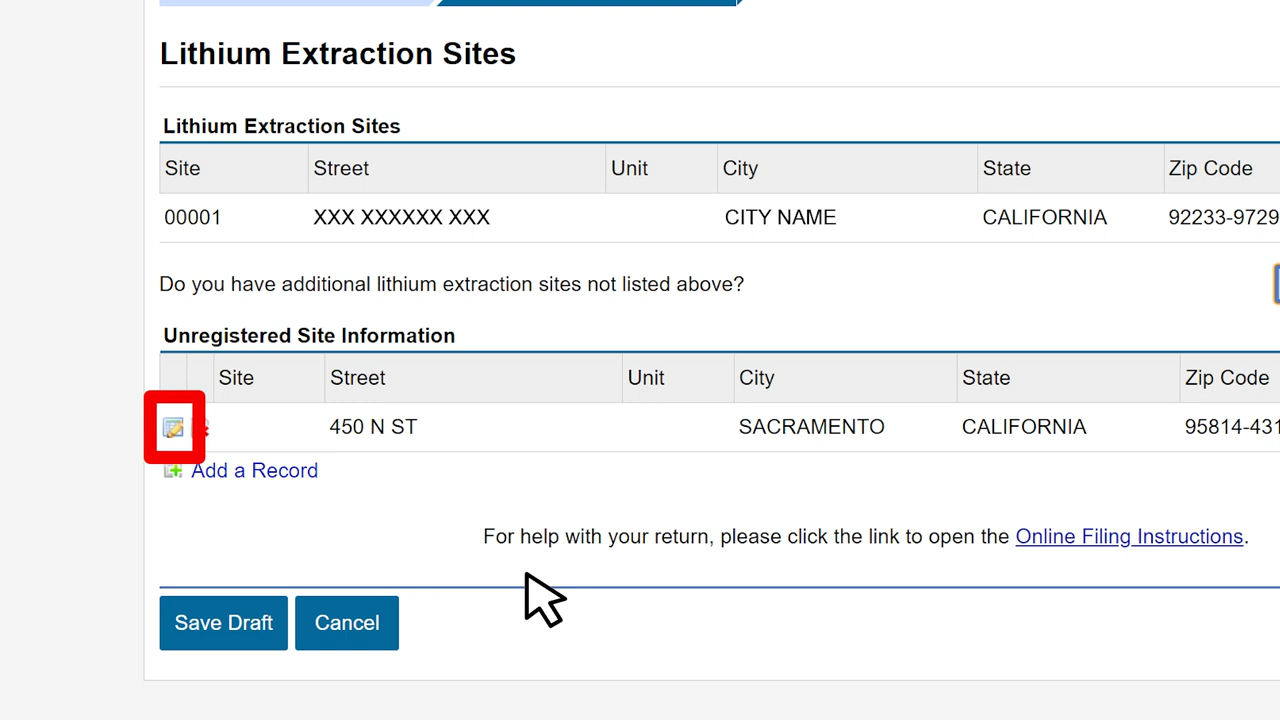 Lithium Extraction Sites
Lithium Extraction Sites
Site Street Unit City State Zip Code
00001 XXX XXXXXX XXX CITY NAME CALIFORNIA 92233-9729
Do you have additional lithium extraction sites not listed above?
Unregistered Site Information
Site Street Unit City State Zip Code
450 N ST SACRAMENTO CALIFORNIA 95814-431
Add a Record
For help with your return, please click the link to open the Online Filing Instructions.
Save Draft Cancel